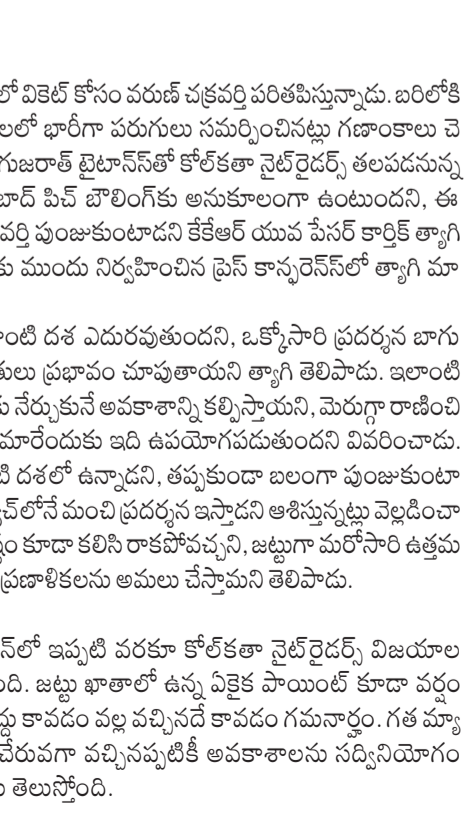 లో వికెట్ కోసం వరుణ్ చక్రవర్తి పరితపిస్తున్నాడు. బరిలోకి
లలో భారీగా పరుగులు సమర్పించినట్లు గణాంకాలు చె
గుజరాత్ టైటాన్స్‌తో కోల్‌కతా నైట్‌రైడర్స్ తలపడనున్న
బాద్ పిచ్ బౌలింగ్‌కు అనుకూలంగా ఉంటుందని, ఈ
వర్తి పుంజుకుంటాడని కేకేఆర్ యువ పేసర్ కార్తిక్ త్యాగి
కు ముందు నిర్వహించిన ప్రెస్ కాన్ఫరెన్స్‌లో త్యాగి మా
ాంటి దశ ఎదురవుతుందని, ఒక్కోసారి ప్రదర్శన బాగు
తులు ప్రభావం చూపుతాయని త్యాగి తెలిపాడు. ఇలాంటి
ు నేర్చుకునే అవకాశాన్ని కల్పిస్తాయని, మెరుగ్గా రాణించి
మారేందుకు ఇది ఉపయోగపడుతుందని వివరించాడు.
టి దశలో ఉన్నాడని, తప్పకుండా బలంగా పుంజుకుంటా
చ్‌లోనే మంచి ప్రదర్శన ఇస్తాడని ఆశిస్తున్నట్లు వెల్లడించా
ం కూడా కలిసి రాకపోవచ్చని, జట్టుగా మరోసారి ఉత్తమ
ప్రణాళికలను అమలు చేస్తామని తెలిపాడు.
న్‌లో ఇప్పటి వరకూ కోల్‌కతా నైట్‌రైడర్స్ విజయాల
ంది. జట్టు ఖాతాలో ఉన్న ఏకైక పాయింట్ కూడా వర్షం
ద్దు కావడం వల్ల వచ్చినదే కావడం గమనార్హం. గత మ్యా
చేరువగా వచ్చినప్పటికీ అవకాశాలను సద్వినియోగం
ు తెలుస్తోంది.